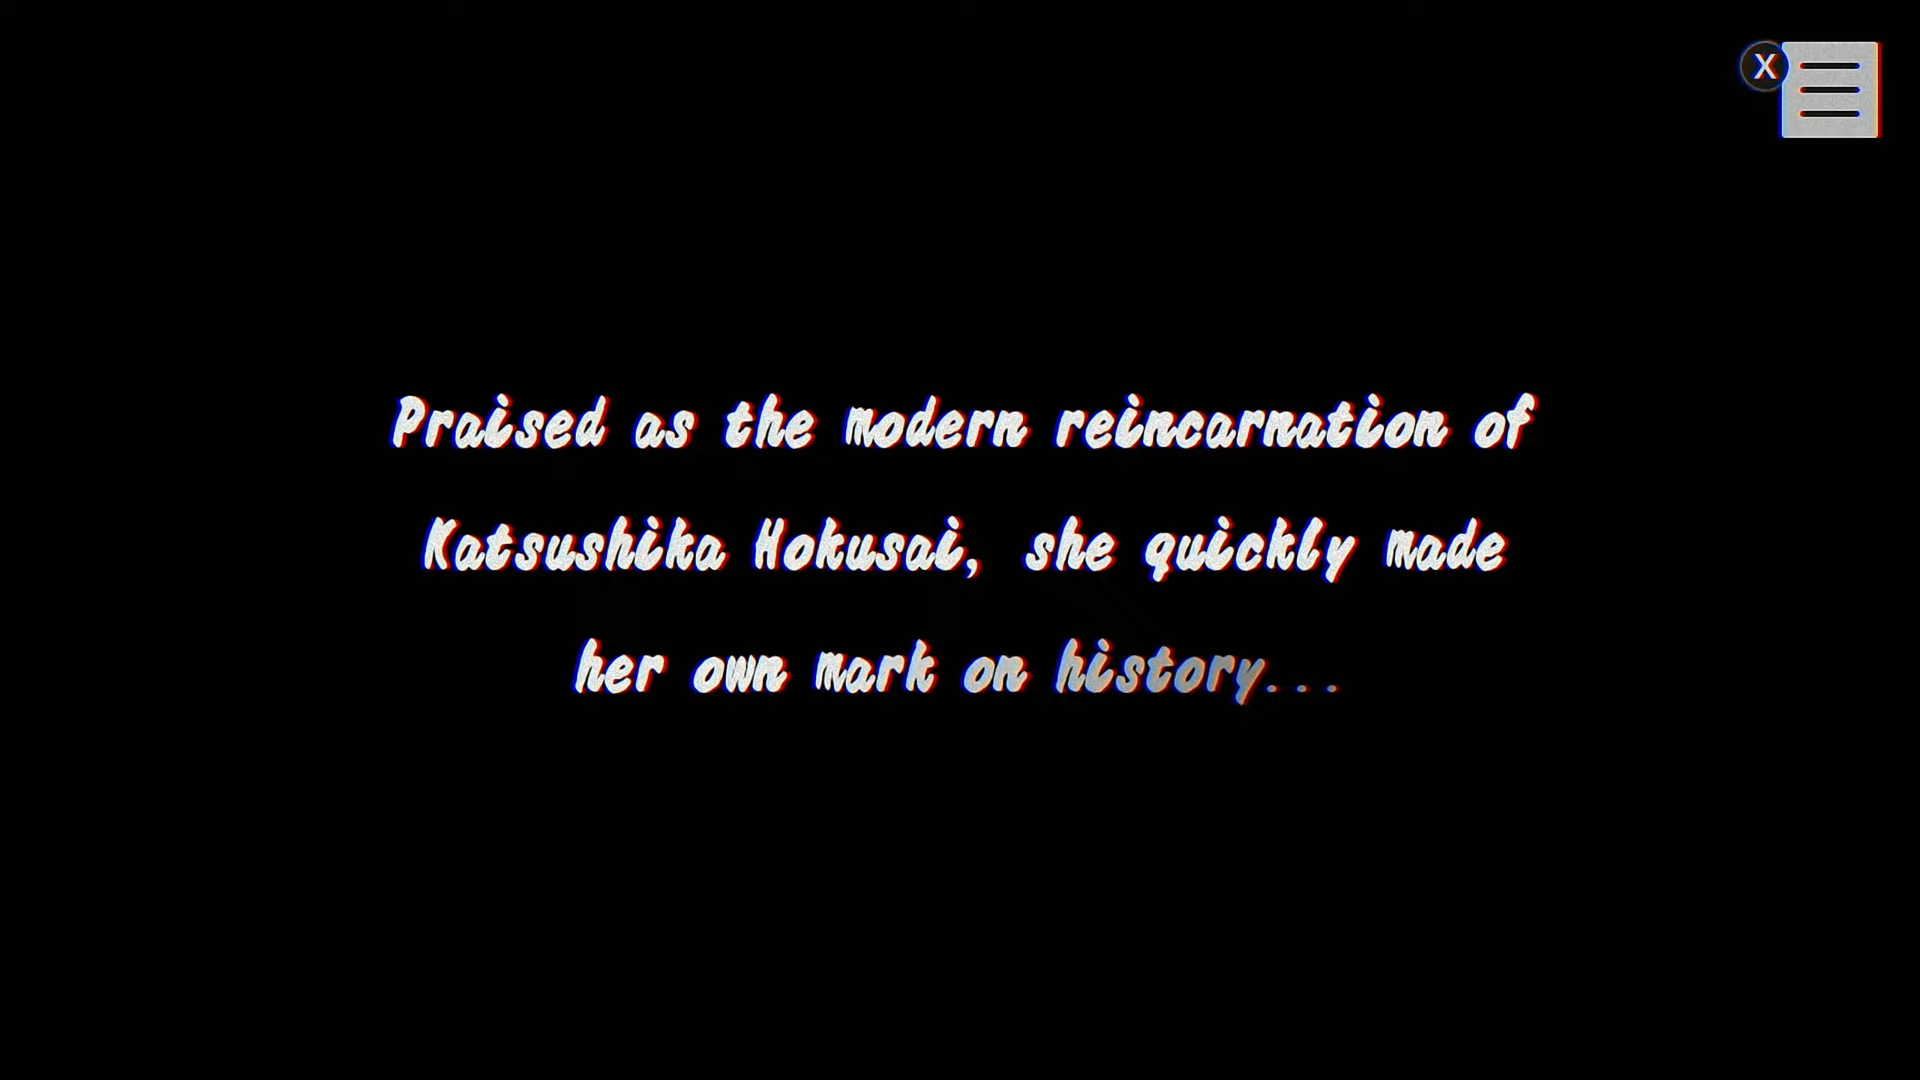 X
Praised as the modern reincarnation of
Katsushika Hokusai, she quickly made
her own mark on history...